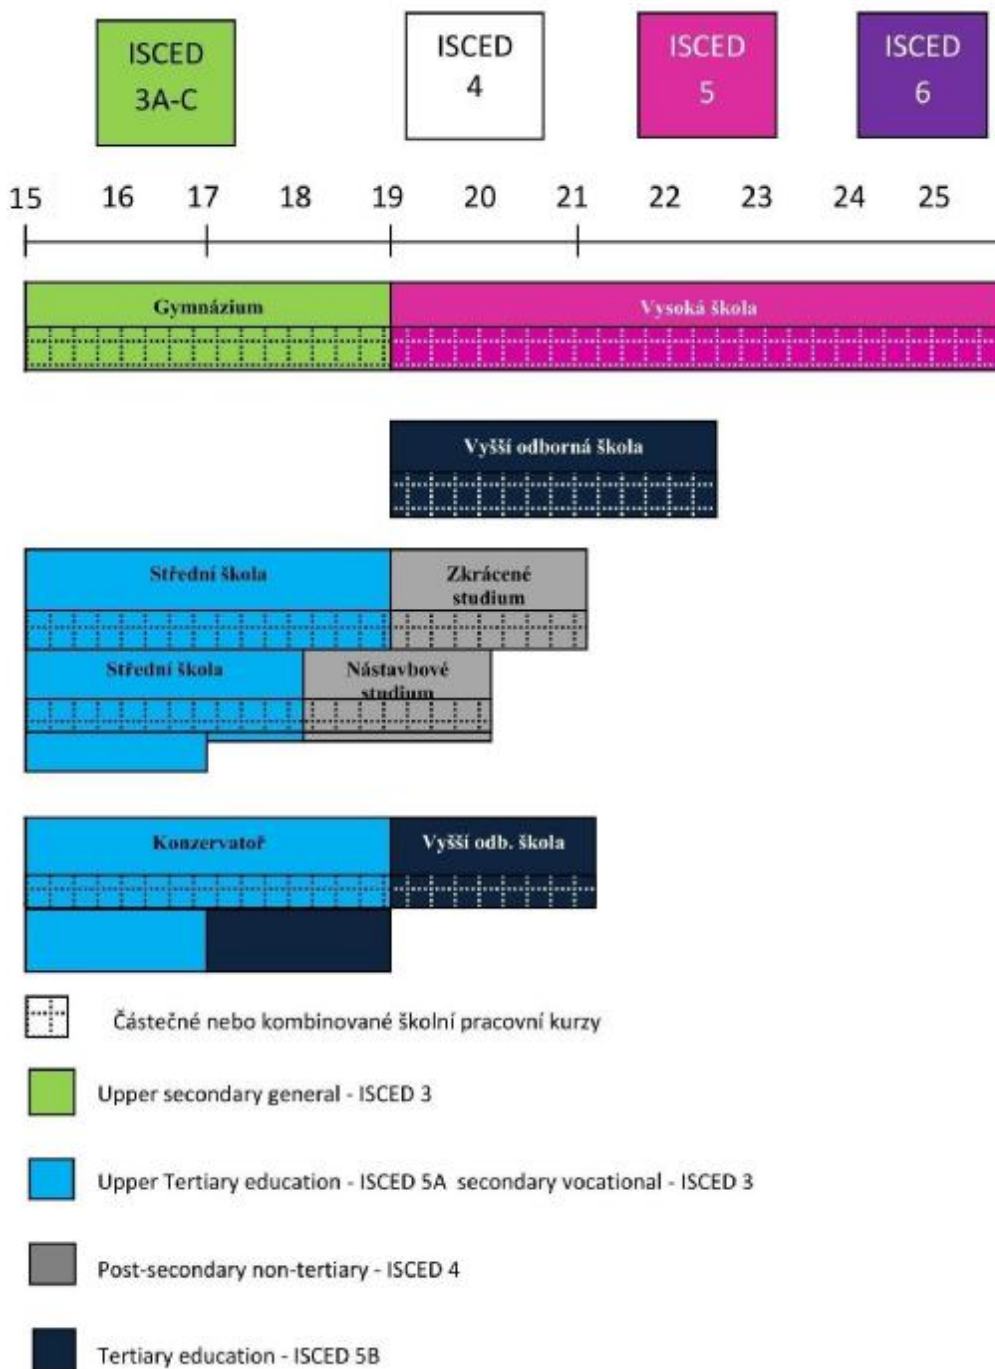 ISCED
3A-C
ISCED
4
ISCED
5
ISCED
6
15 16 17 18 19 20 21 22 23 24 25
Gymnázium
Vysoká škola
Vyšší odborná škola
Střední škola
Zkrácené
studium
Střední škola
Nástavbové
studium
Konzervatoř
Vyšší odb. škola
Částečné nebo kombinované školní pracovní kurzy
Upper secondary general - ISCED 3
Upper Tertiary education - ISCED 5A secondary vocational - ISCED 3
Post-secondary non-tertiary - ISCED 4
Tertiary education - ISCED 5B